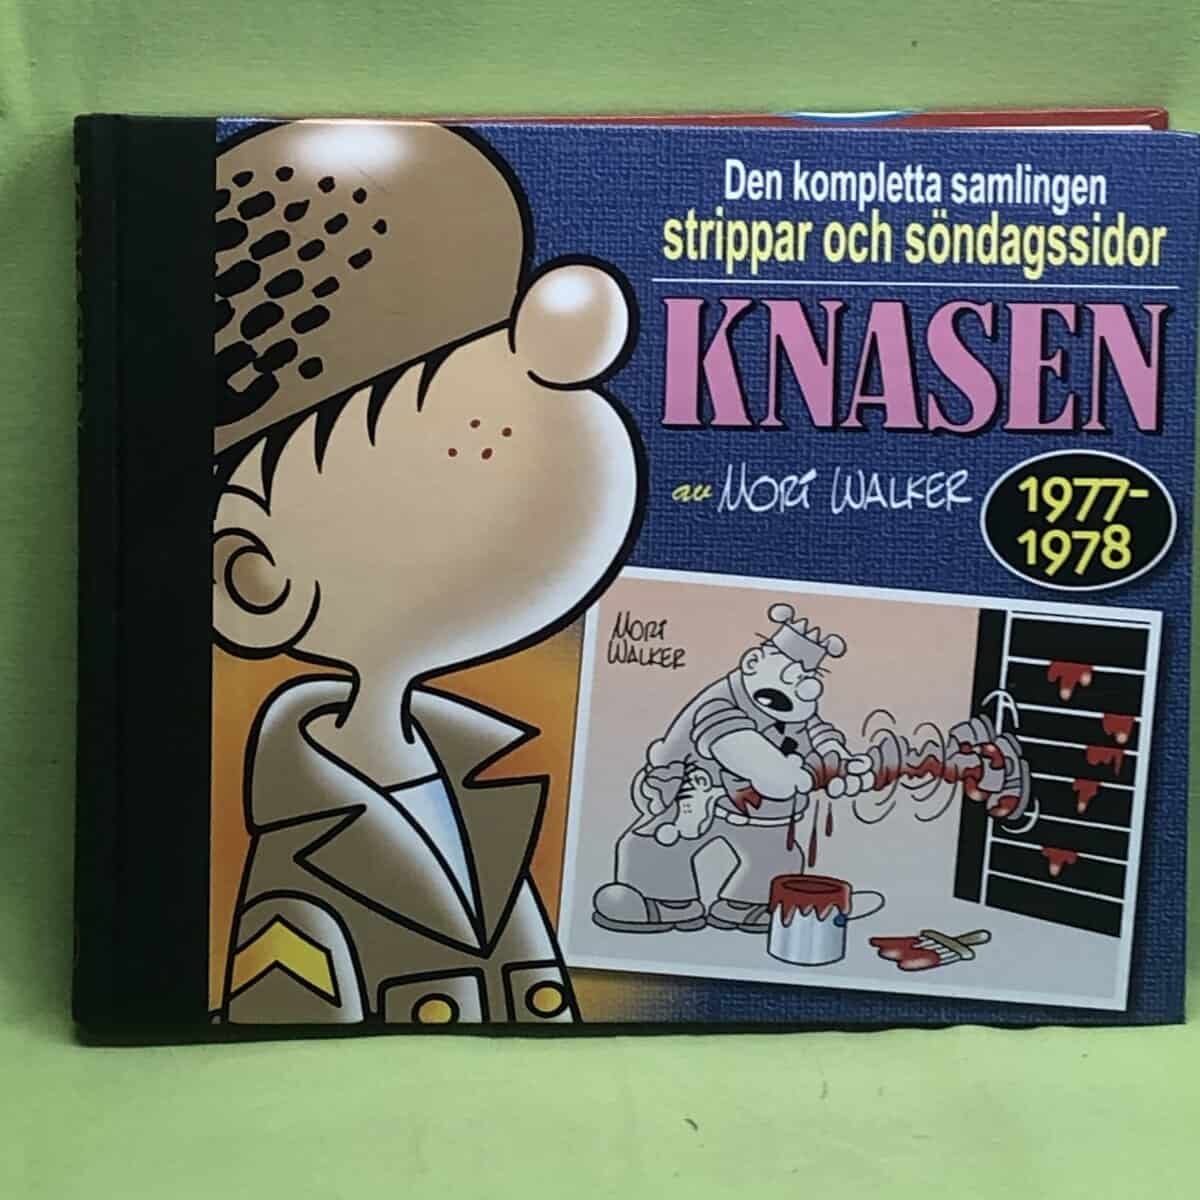 Den kompletta samlingen
strippar och söndagssidor
KNASEN
av MORT WALKER
1977-
1978
MORT
WALKER